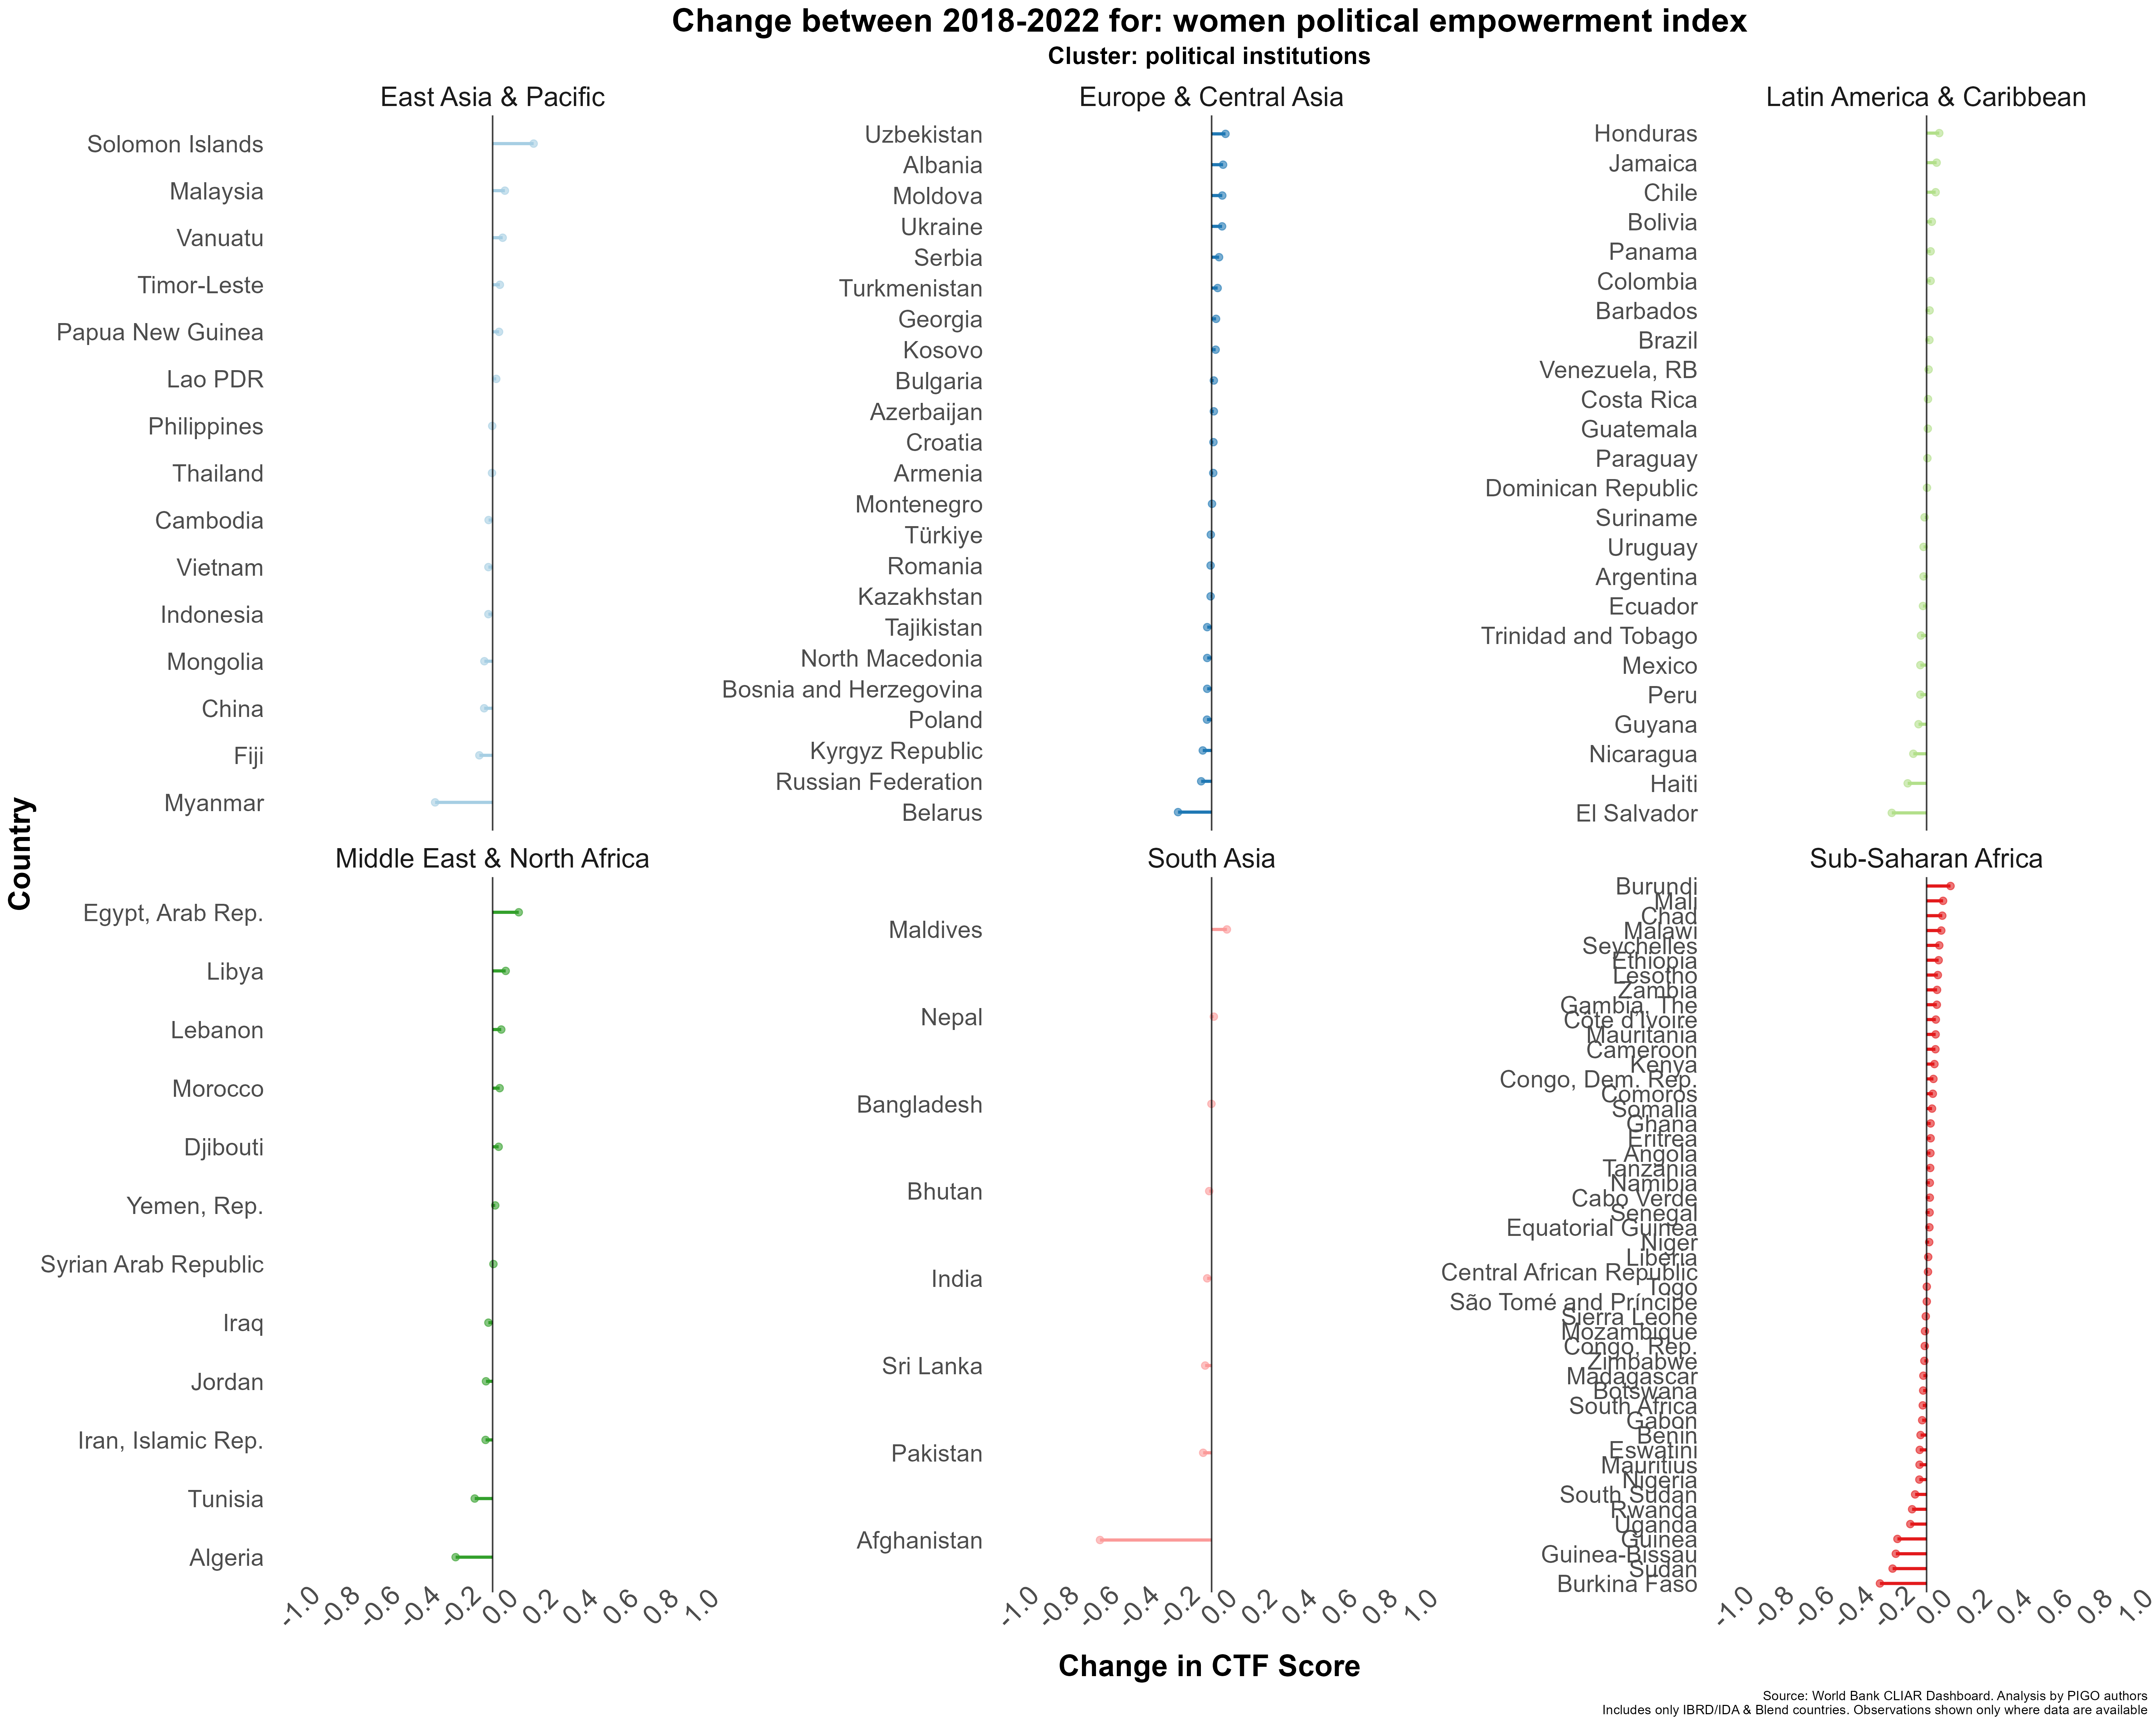 Change between 2018-2022 for: women political empowerment index
Cluster: political institutions
East Asia & Pacific
Solomon Islands
Malaysia
Vanuatu
Timor-Leste
Papua New Guinea
Lao PDR
Philippines
Thailand
Cambodia
Vietnam
Indonesia
Mongolia
China
Fiji
Myanmar
Europe & Central Asia
Uzbekistan
Albania
Moldova
Ukraine
Serbia
Turkmenistan
Georgia
Kosovo
Bulgaria
Azerbaijan
Croatia
Armenia
Montenegro
Türkiye
Romania
Kazakhstan
Tajikistan
North Macedonia
Bosnia and Herzegovina
Poland
Kyrgyz Republic
Russian Federation
Belarus
Latin America & Caribbean
Honduras
Jamaica
Chile
Bolivia
Panama
Colombia
Barbados
Brazil
Venezuela, RB
Costa Rica
Guatemala
Paraguay
Dominican Republic
Suriname
Uruguay
Argentina
Ecuador
Trinidad and Tobago
Mexico
Peru
Guyana
Nicaragua
Haiti
El Salvador
Country
Middle East & North Africa
Egypt, Arab Rep.
Libya
Lebanon
Morocco
Djibouti
Yemen, Rep.
Syrian Arab Republic
Iraq
Jordan
Iran, Islamic Rep.
Tunisia
Algeria
-1.0 -0.8 -0.6 -0.4 -0.2 0.0 0.2 0.4 0.6 0.8 1.0
South Asia
Maldives
Nepal
Bangladesh
Bhutan
India
Sri Lanka
Pakistan
Afghanistan
-1.0 -0.8 -0.6 -0.4 -0.2 0.0 0.2 0.4 0.6 0.8 1.0
Sub-Saharan Africa
Burundi
Mali
Chad
Malawi
Seychelles
Ethiopia
Lesotho
Zambia
Gambia, The
Côte d'Ivoire
Mauritania
Cameroon
Kenya
Congo, Dem. Rep.
Comoros
Somalia
Ghana
Eritrea
Angola
Tanzania
Namibia
Cabo Verde
Senegal
Equatorial Guinea
Niger
Liberia
Central African Republic
Togo
São Tomé and Príncipe
Sierra Leone
Mozambique
Congo, Rep.
Zimbabwe
Madagascar
Botswana
South Africa
Gabon
Benin
Eswatini
Mauritius
Nigeria
South Sudan
Rwanda
Uganda
Guinea
Guinea-Bissau
Sudan
Burkina Faso
-1.0 -0.8 -0.6 -0.4 -0.2 0.0 0.2 0.4 0.6 0.8 1.0
Change in CTF Score
Source: World Bank CLIAR Dashboard. Analysis by PIGO authors
Includes only IBRD/IDA & Blend countries. Observations shown only where data are available